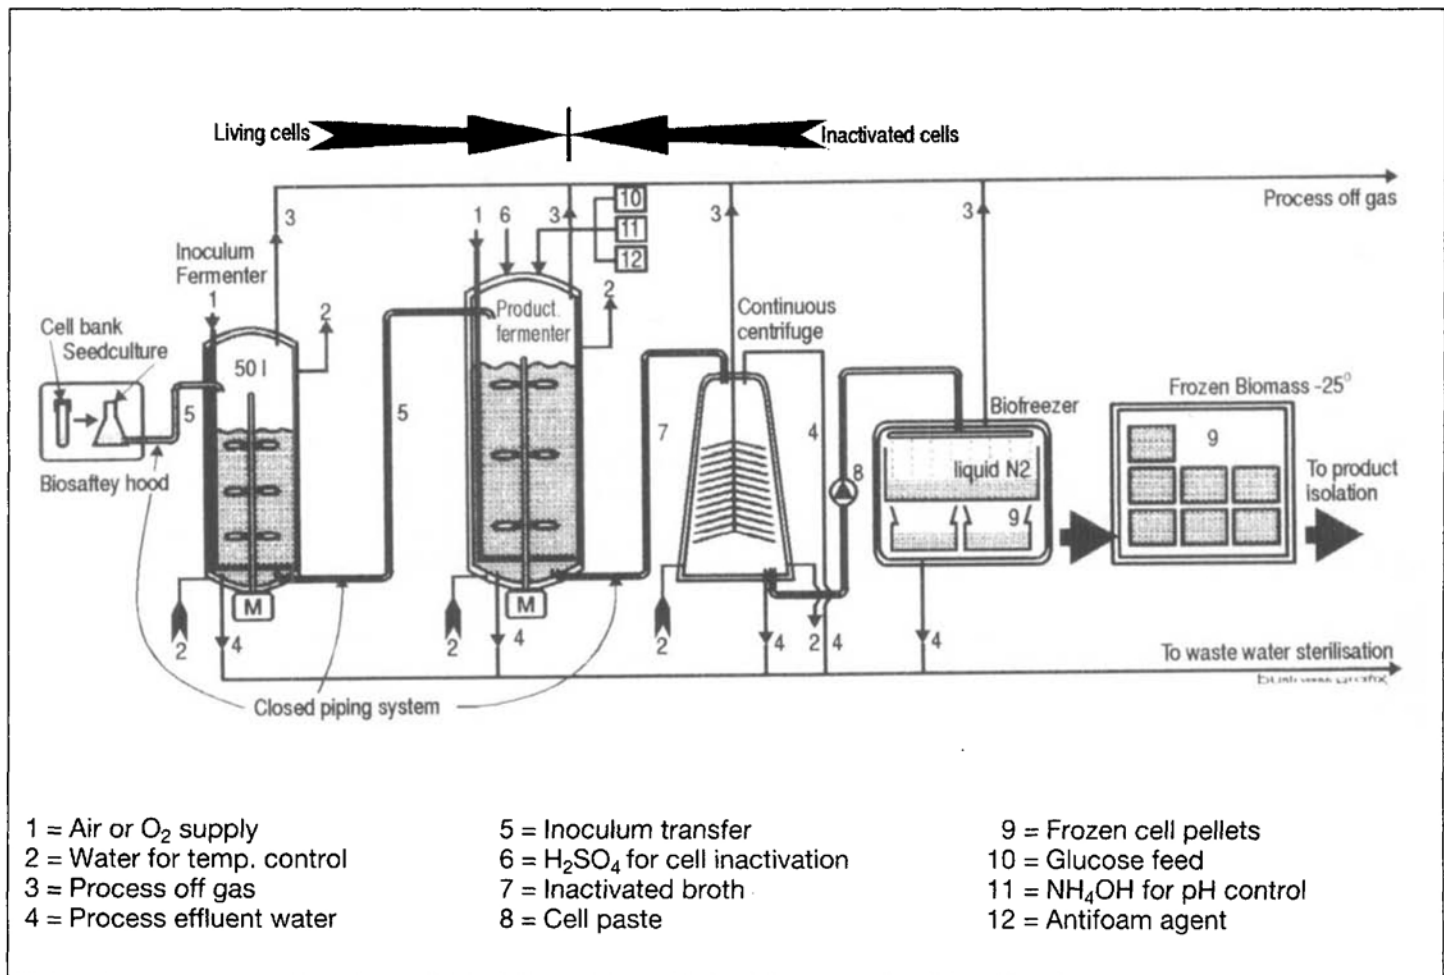 Living cells
Inactivated cells
Process off gas
3
1
6
3
10
11
12
3
3
Inoculum
Fermenter
1
2
2
Cell bank
Seedculture
50 l
Product.
fermenter
Continuous
centrifuge
5
5
7
4
8
Biosaftey hood
Biofreezer
liquid N2
9
Frozen Biomass -25°
9
To product
isolation
M
M
2
4
2
4
2
4
2
4
4
To waste water sterilisation
Closed piping system
1 = Air or O₂ supply
2 = Water for temp. control
3 = Process off gas
4 = Process effluent water
5 = Inoculum transfer
6 = H₂SO₄ for cell inactivation
7 = Inactivated broth
8 = Cell paste
9 = Frozen cell pellets
10 = Glucose feed
11 = NH₄OH for pH control
12 = Antifoam agent